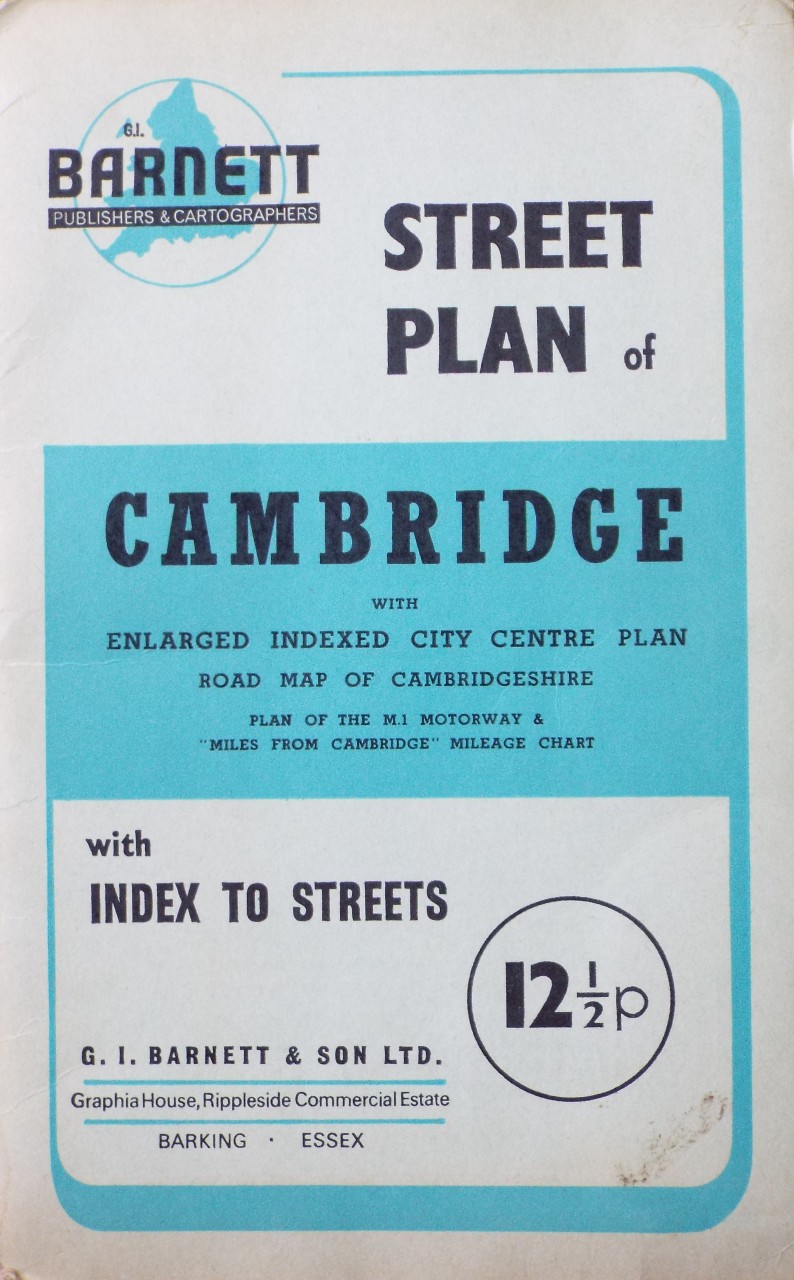 G.I.
BARNETT
PUBLISHERS & CARTOGRAPHERS
STREET
PLAN of
CAMBRIDGE
WITH
ENLARGED INDEXED CITY CENTRE PLAN
ROAD MAP OF CAMBRIDGESHIRE
PLAN OF THE M.1 MOTORWAY &
"MILES FROM CAMBRIDGE" MILEAGE CHART
with
INDEX TO STREETS
12½p
G. I. BARNETT & SON LTD.
Graphia House, Rippleside Commercial Estate
BARKING · ESSEX